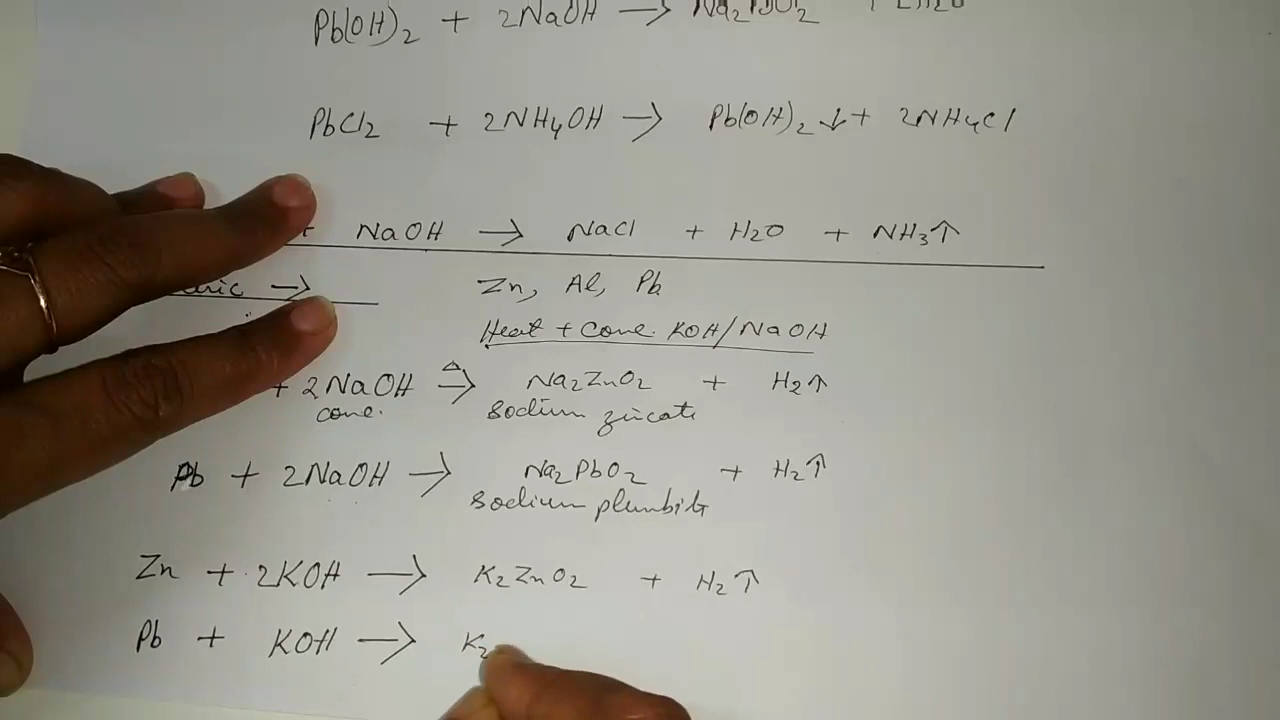 Pb(OH)₂ + 2NaOH →
PbCl₂ + 2NH₄OH → Pb(OH)₂ ↓ + 2NH₄Cl
+ NaOH → NaCl + H₂O + NH₃↑
→ Zn, Al, Pb
Heat + conc. KOH/NaOH
+ 2NaOH △→ Na₂ZnO₂ + H₂↑
conc. sodium zincate
Pb + 2NaOH → Na₂PbO₂ + H₂↑
sodium plumbite
Zn + 2KOH → K₂ZnO₂ + H₂↑
Pb + KOH → K₂